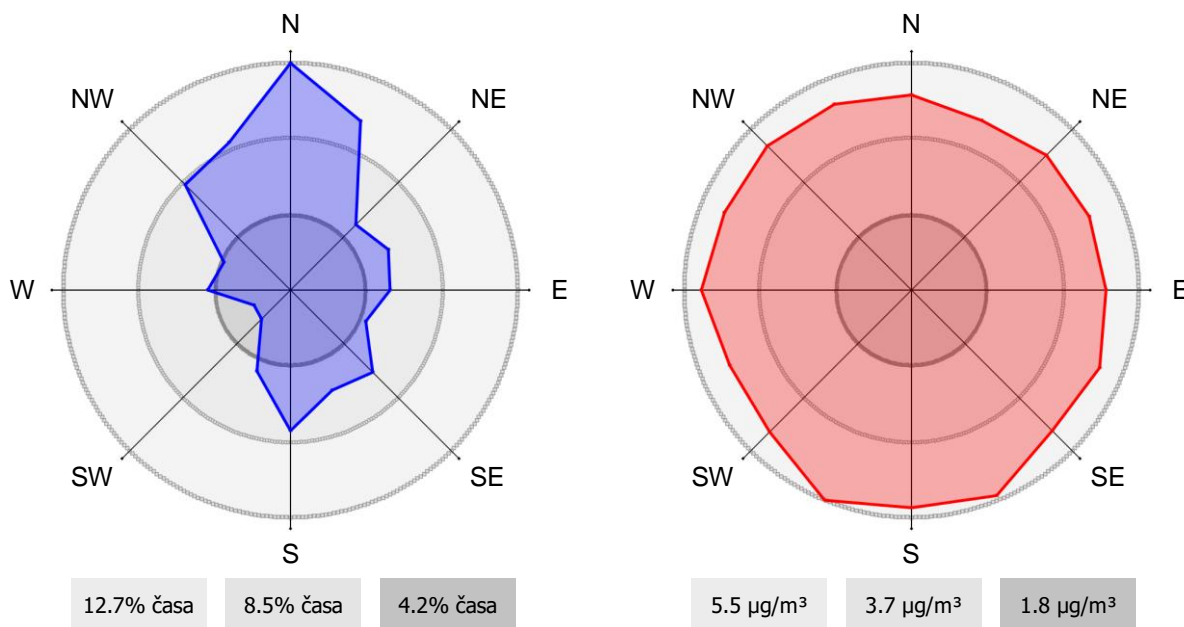 N
NE
E
SE
S
SW
W
NW
12.7% časa
8.5% časa
4.2% časa
N
NE
E
SE
S
SW
W
NW
5.5 µg/m³
3.7 µg/m³
1.8 µg/m³